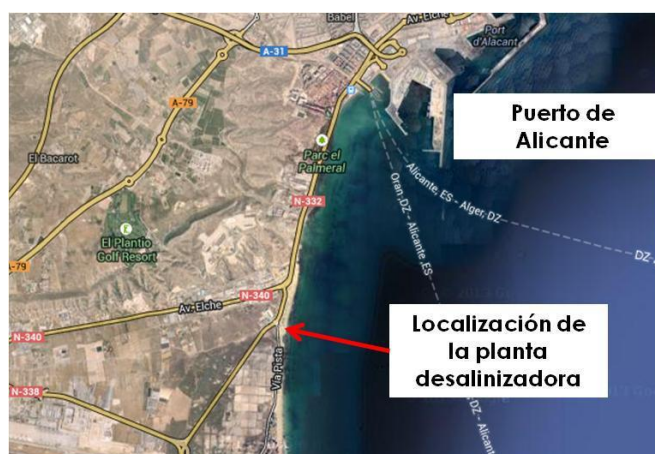 Babel
Av. Elche
Port
d'Alacant
A-31
A-79
Puerto de
Alicante
El Bacarot
Parc el
Palmeral
Alicante, ES - Alger, DZ
Oran, DZ - Alicante, ES
N-332
El Plantio
Golf Resort
-79
DZ -
N-340
Av. Elche
N-340
Localización de
la planta
desalinizadora
Vía Pista
N-338
DZ - Alicante